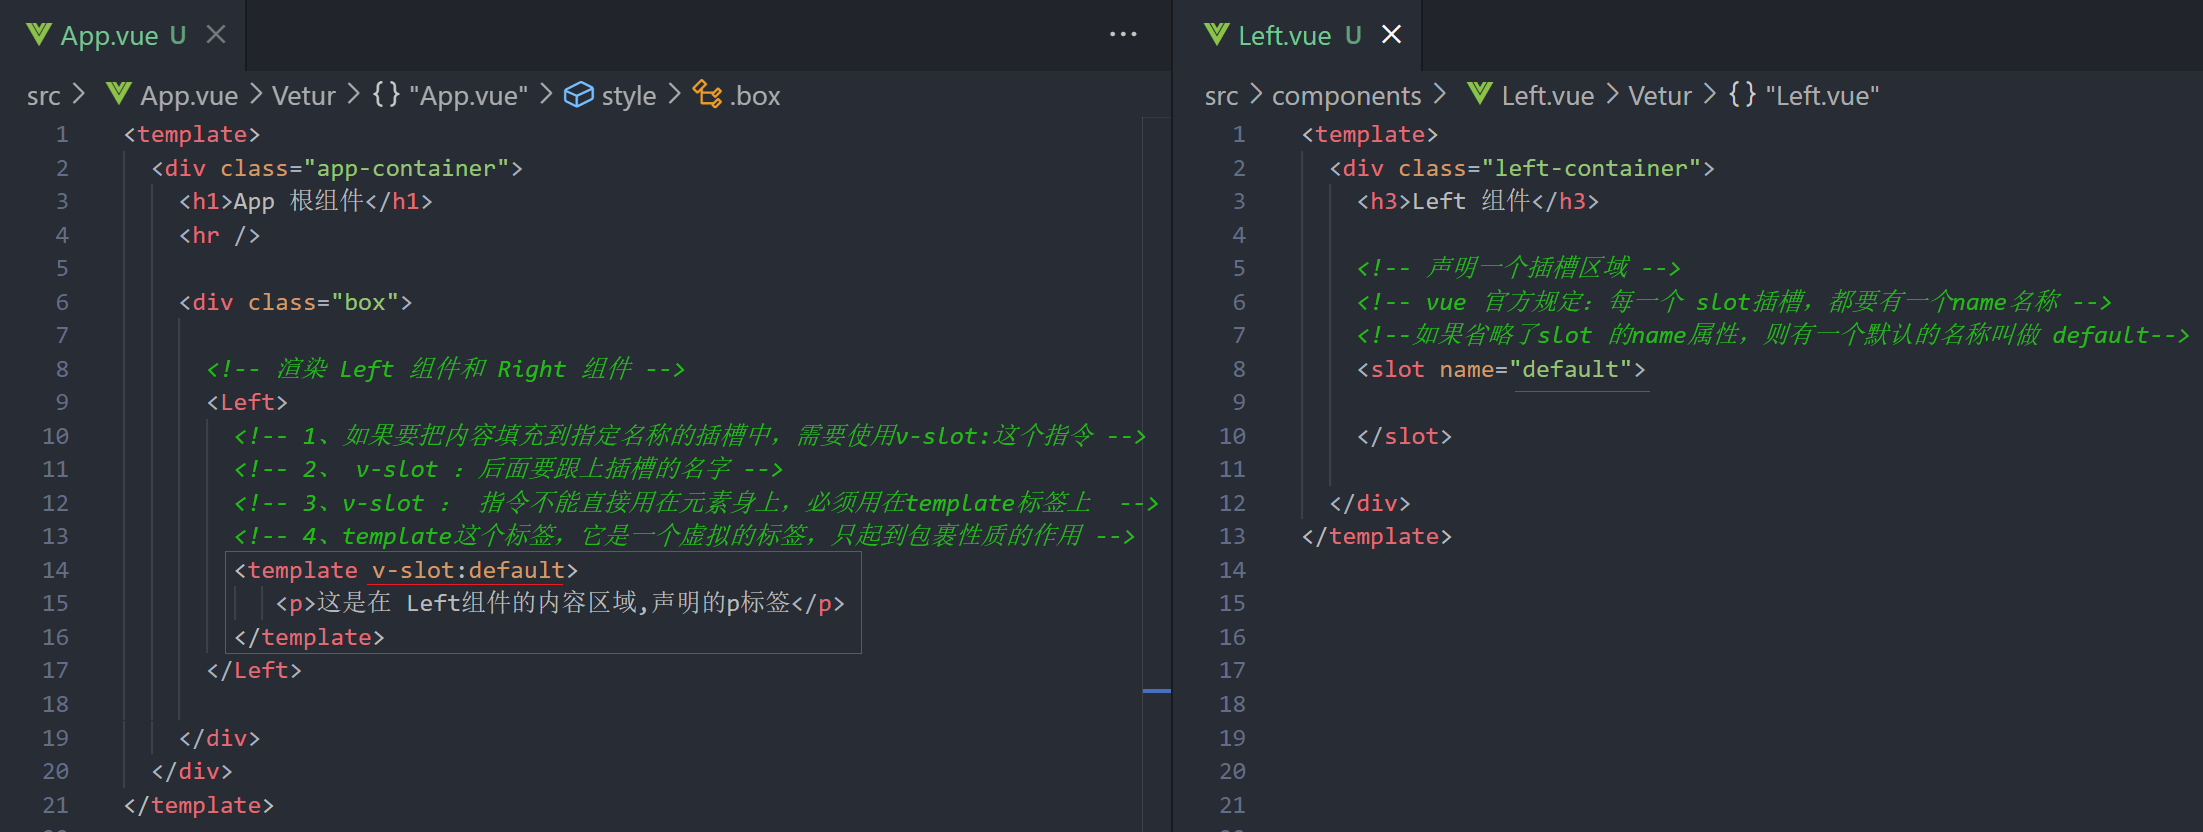 App.vue U
src > App.vue > Vetur > {} "App.vue" > style > .box
1 <template>
2 <div class="app-container">
3 <h1>App 根组件</h1>
4 <hr />
5
6 <div class="box">
7
8 <!-- 渲染 Left 组件和 Right 组件 -->
9 <Left>
10 <!-- 1、如果要把内容填充到指定名称的插槽中，需要使用v-slot:这个指令 -->
11 <!-- 2、 v-slot ：后面要跟上插槽的名字 -->
12 <!-- 3、v-slot ： 指令不能直接用在元素身上，必须用在template标签上 -->
13 <!-- 4、template这个标签，它是一个虚拟的标签，只起到包裹性质的作用 -->
14 <template v-slot:default>
15 <p>这是在 Left组件的内容区域,声明的p标签</p>
16 </template>
17 </Left>
18
19 </div>
20 </div>
21 </template>
Left.vue U
src > components > Left.vue > Vetur > {} "Left.vue"
1 <template>
2 <div class="left-container">
3 <h3>Left 组件</h3>
4
5 <!-- 声明一个插槽区域 -->
6 <!-- vue 官方规定：每一个 slot插槽，都要有一个name名称 -->
7 <!--如果省略了slot 的name属性，则有一个默认的名称叫做 default-->
8 <slot name="default">
9
10 </slot>
11
12 </div>
13 </template>
14
15
16
17
18
19
20
21